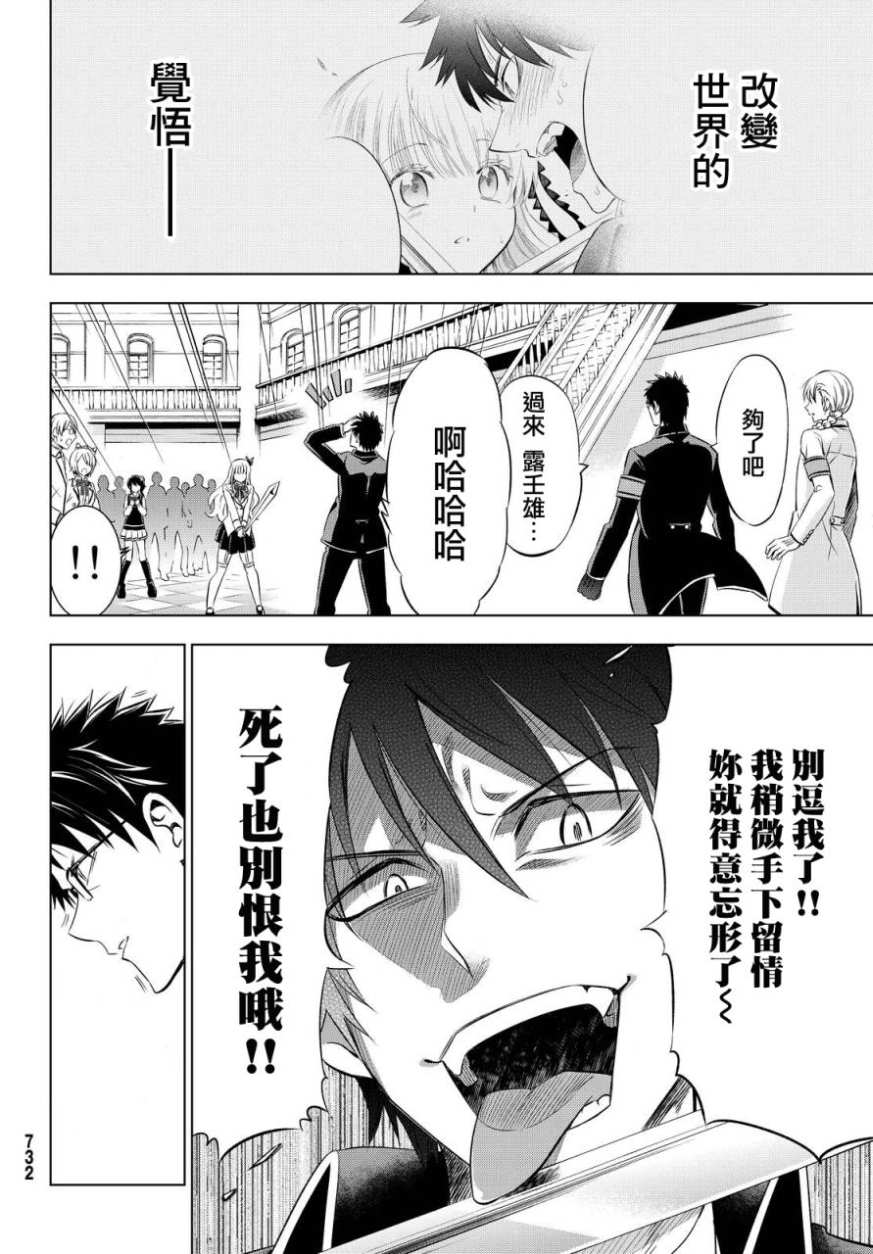 改變
世界的
覺悟——
夠了吧
過來 露壬雄…
啊哈哈哈
！！
別逗我了！！
我稍微手下留情
妳就得意忘形了～
死了也別恨我哦！！
732